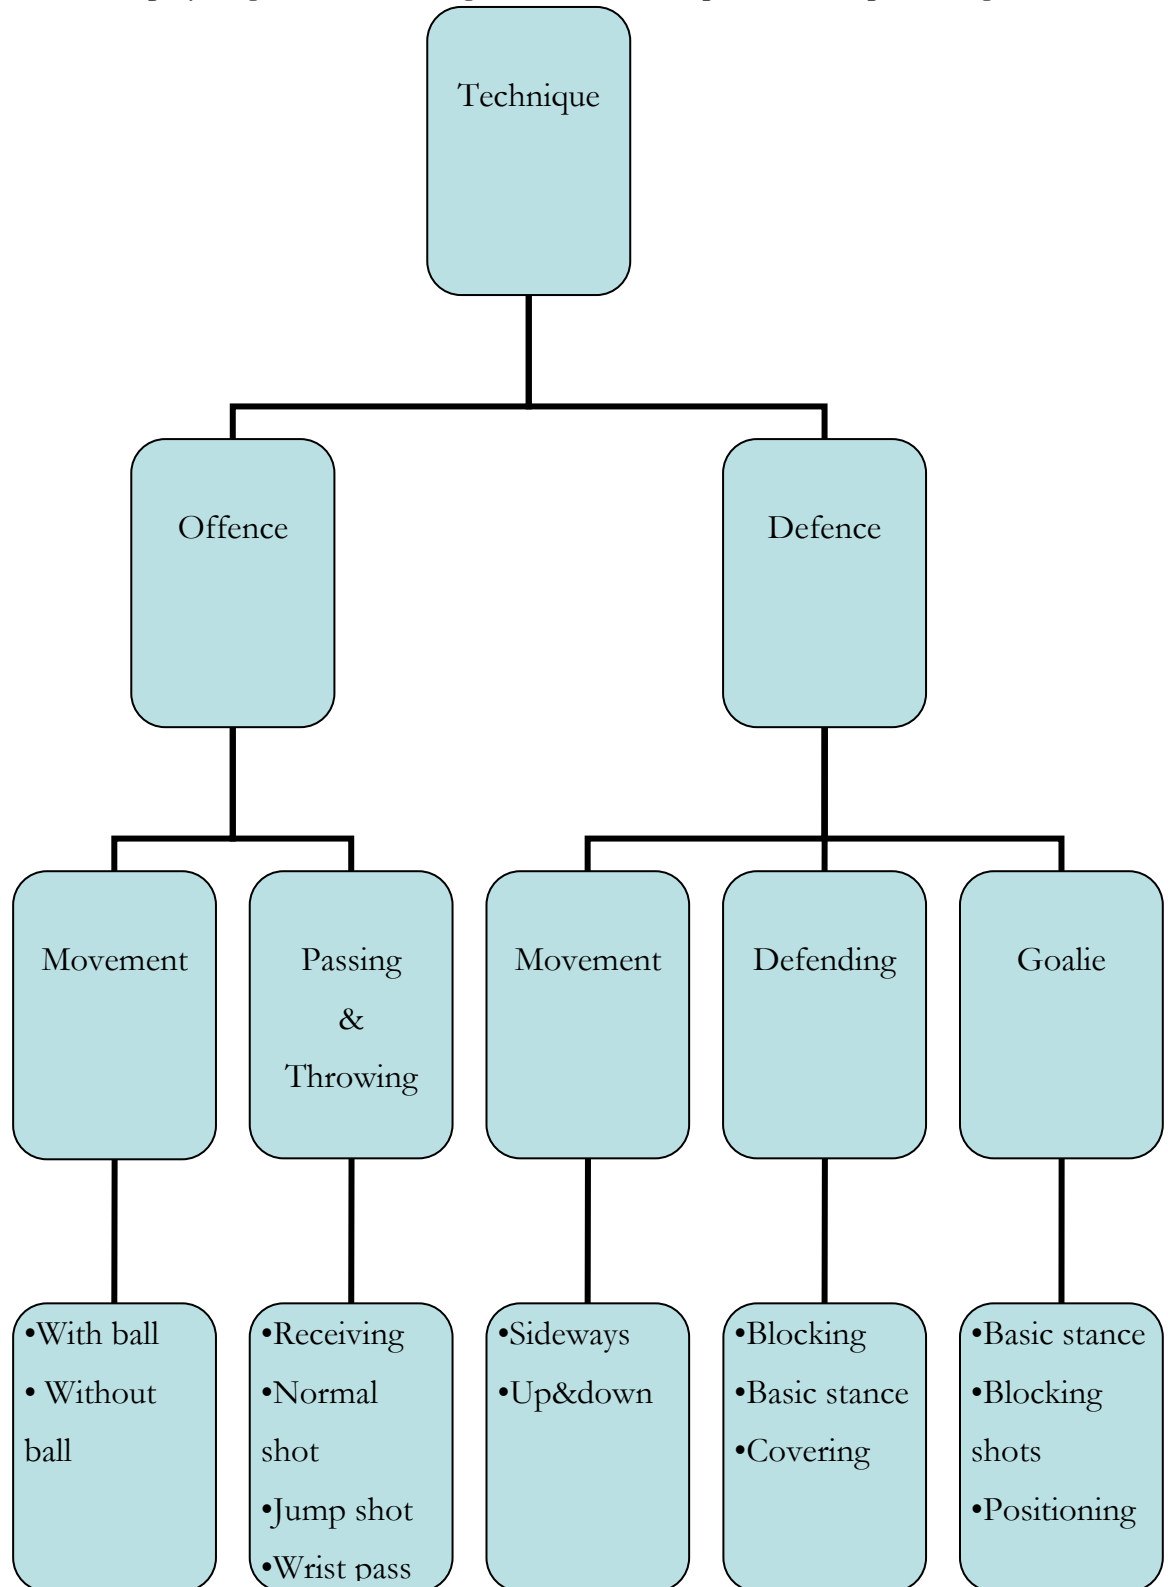 Technique
Offence
Defence
Movement
Passing
&
Throwing
Movement
Defending
Goalie
•With ball
• Without
ball
•Receiving
•Normal
shot
•Jump shot
•Wrist pass
•Sideways
•Up&down
•Blocking
•Basic stance
•Covering
•Basic stance
•Blocking
shots
•Positioning